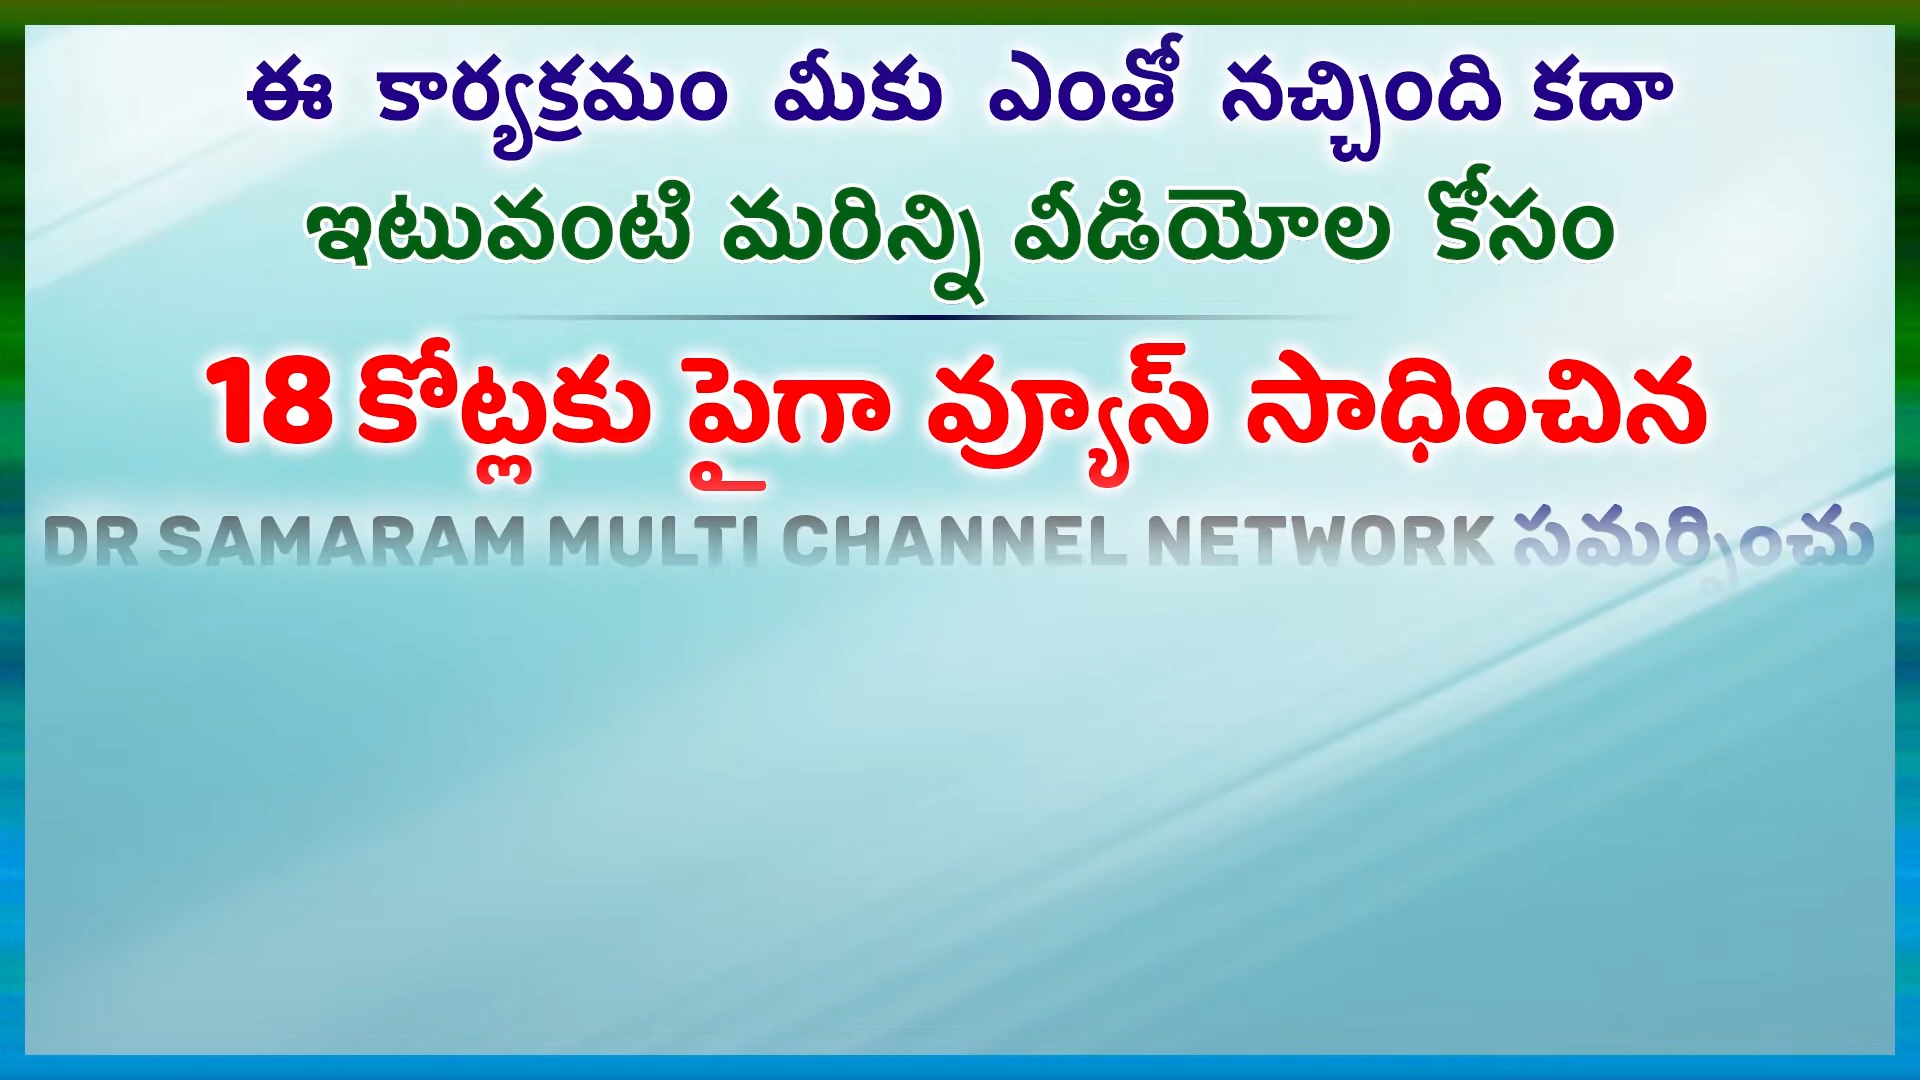 ఈ కార్యక్రమం మీకు ఎంతో నచ్చింది కదా
ఇటువంటి మరిన్ని వీడియోల కోసం
18 కోట్లకు పైగా వ్యూస్ సాధించిన
DR SAMARAM MULTI CHANNEL NETWORK సమర్పించు